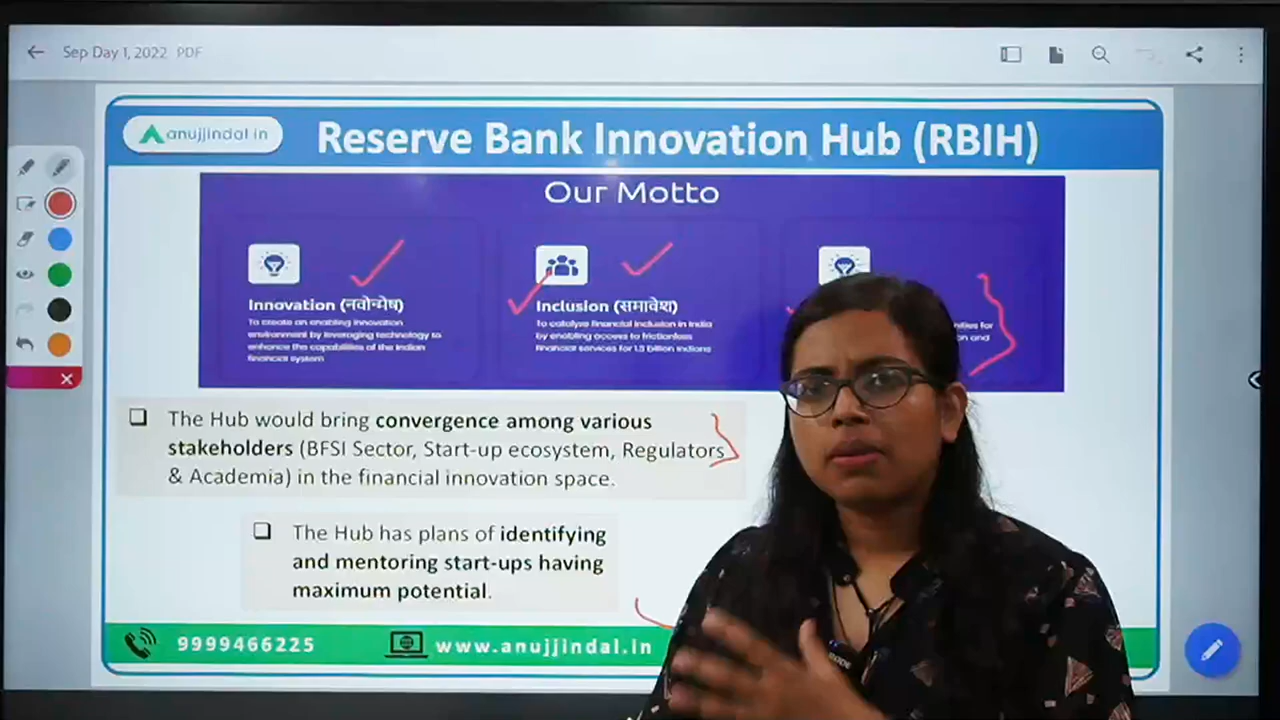 Sep Day 1, 2022 PDF
anujjindal.in
Reserve Bank Innovation Hub (RBIH)
Our Motto
Innovation (नवोन्मेष)
To create an enabling innovation
environment by leveraging technology to
enhance the capabilities of the Indian
financial system
Inclusion (समावेश)
To catalyse financial inclusion in India
by enabling access to frictionless
financial services for 1.3 billion Indians
for
and
The Hub would bring convergence among various
stakeholders (BFSI Sector, Start-up ecosystem, Regulators
& Academia) in the financial innovation space.
The Hub has plans of identifying
and mentoring start-ups having
maximum potential.
9999466225
www.anujjindal.in